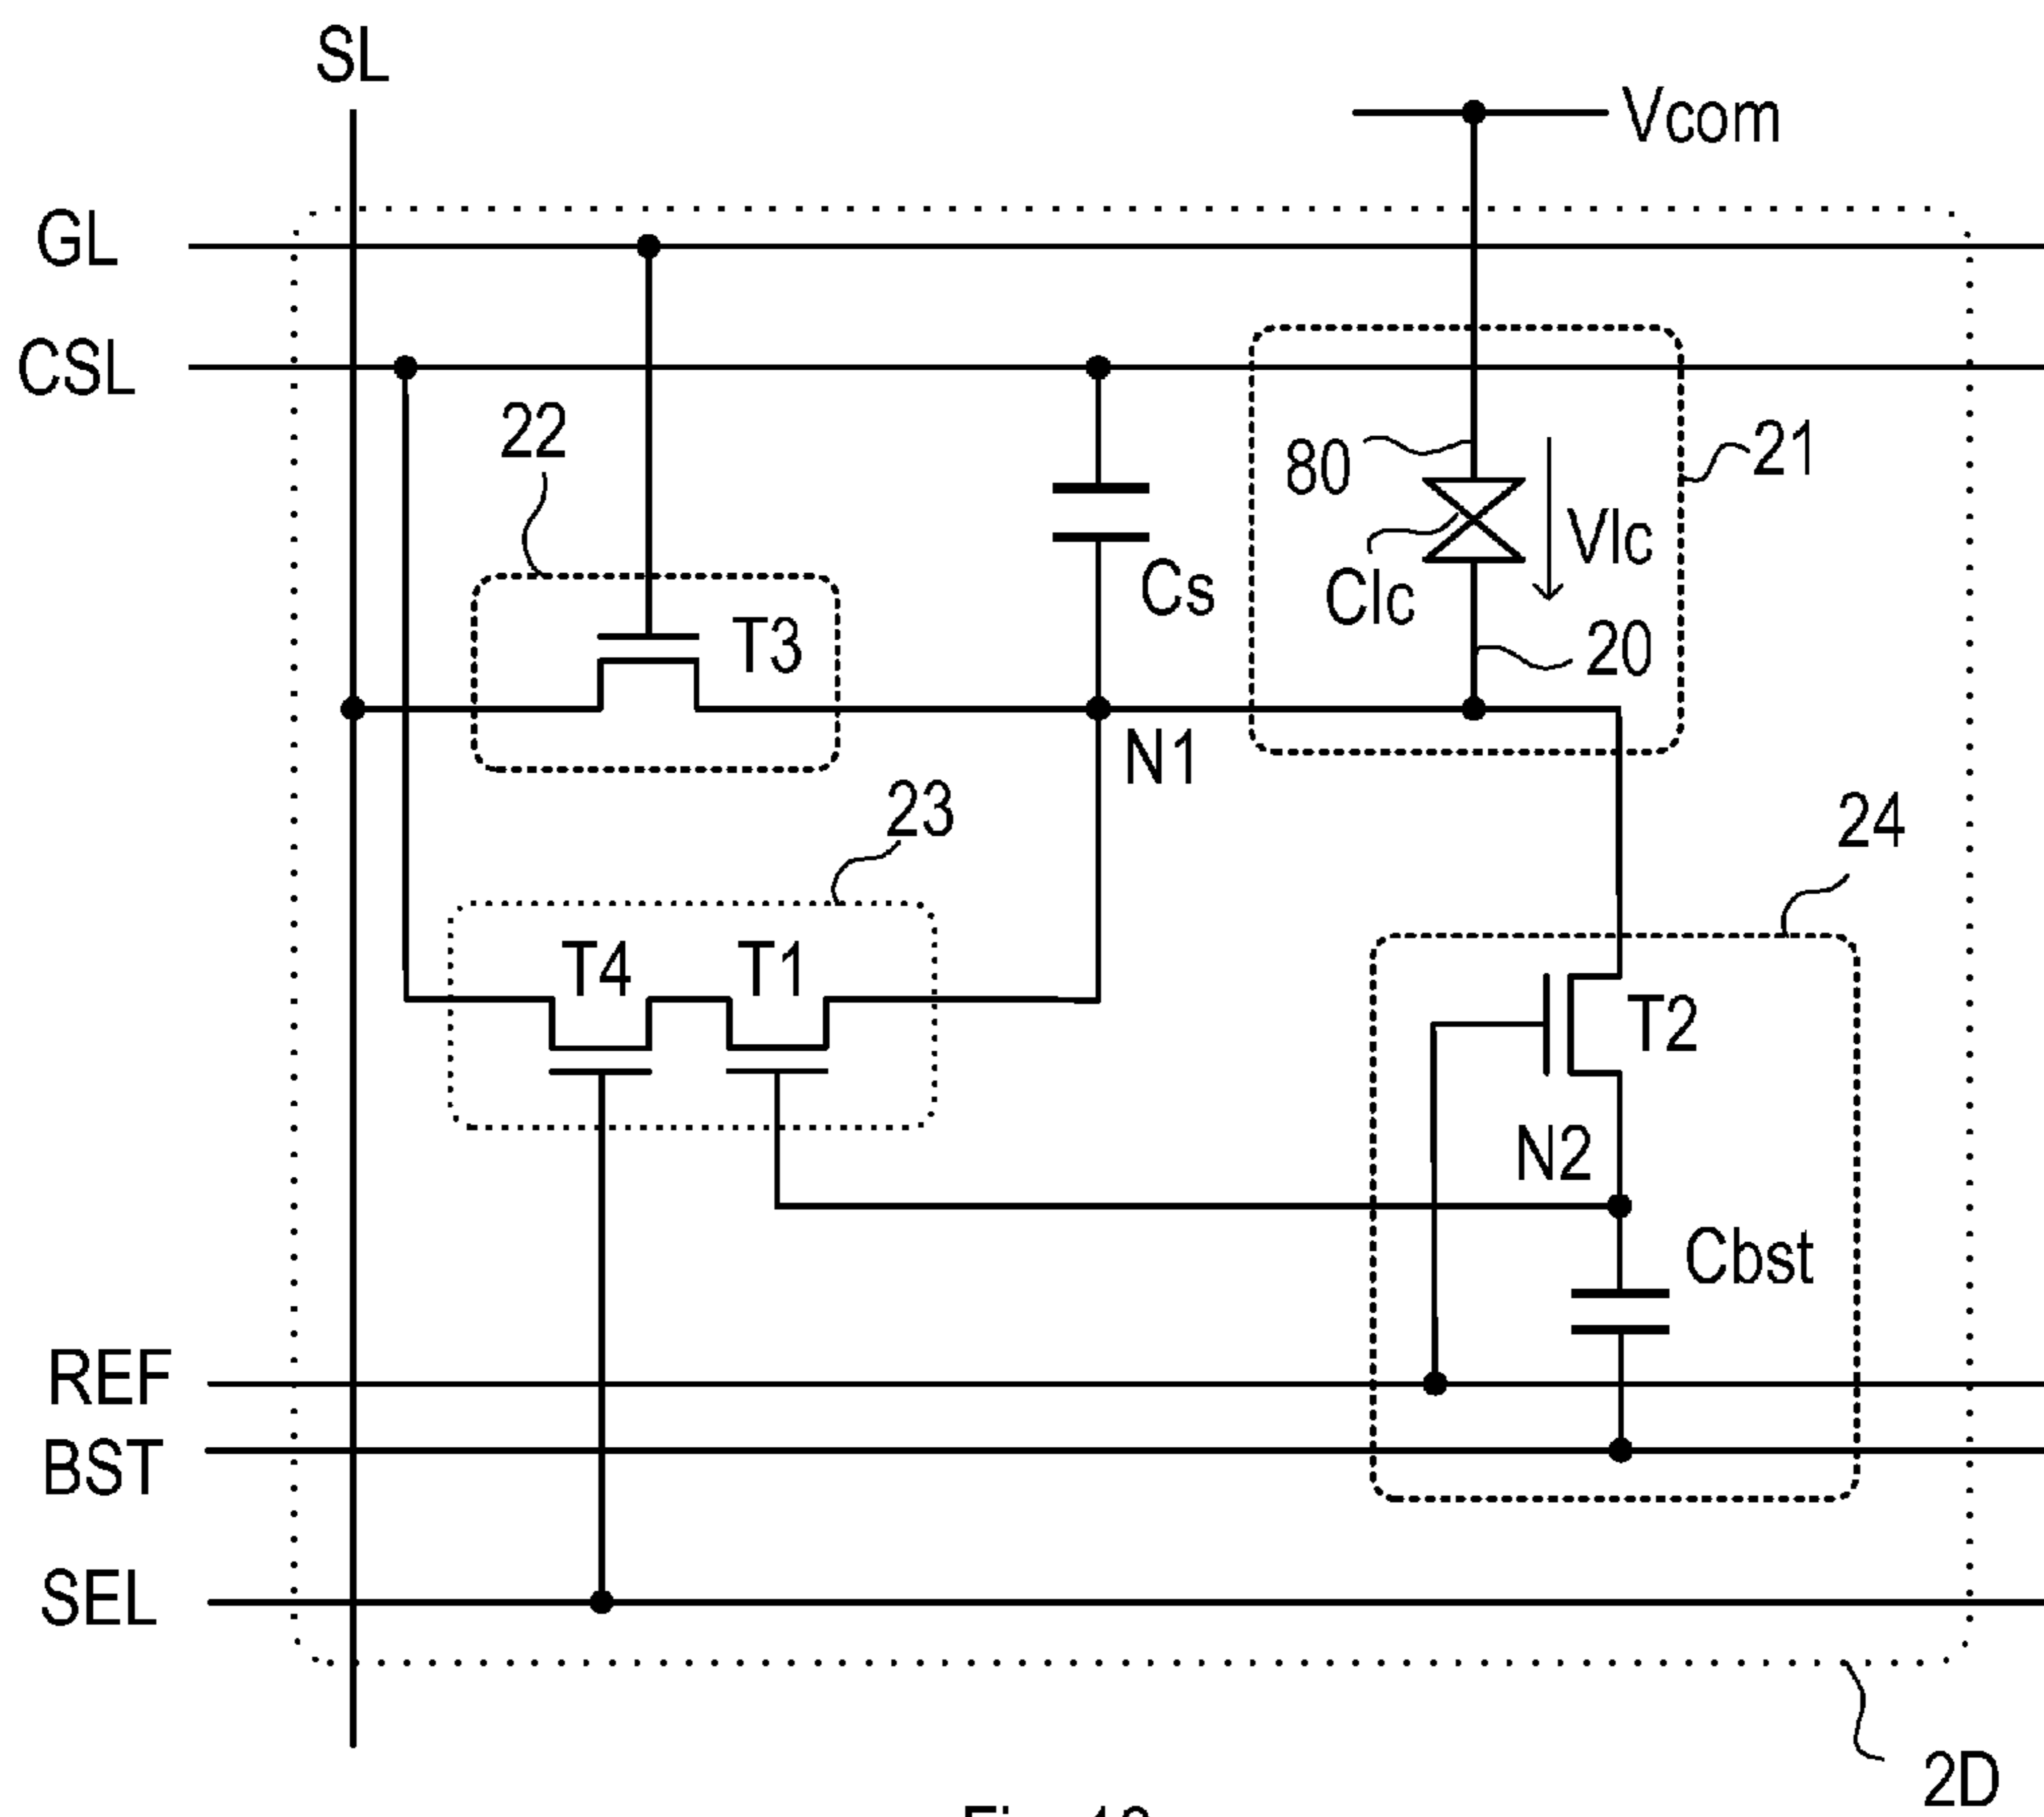 SL
Vcom
GL
CSL
22
80
21
Vlc
Clc
Cs
T3
20
N1
23
24
T4
T1
T2
N2
Cbst
REF
BST
SEL
2D